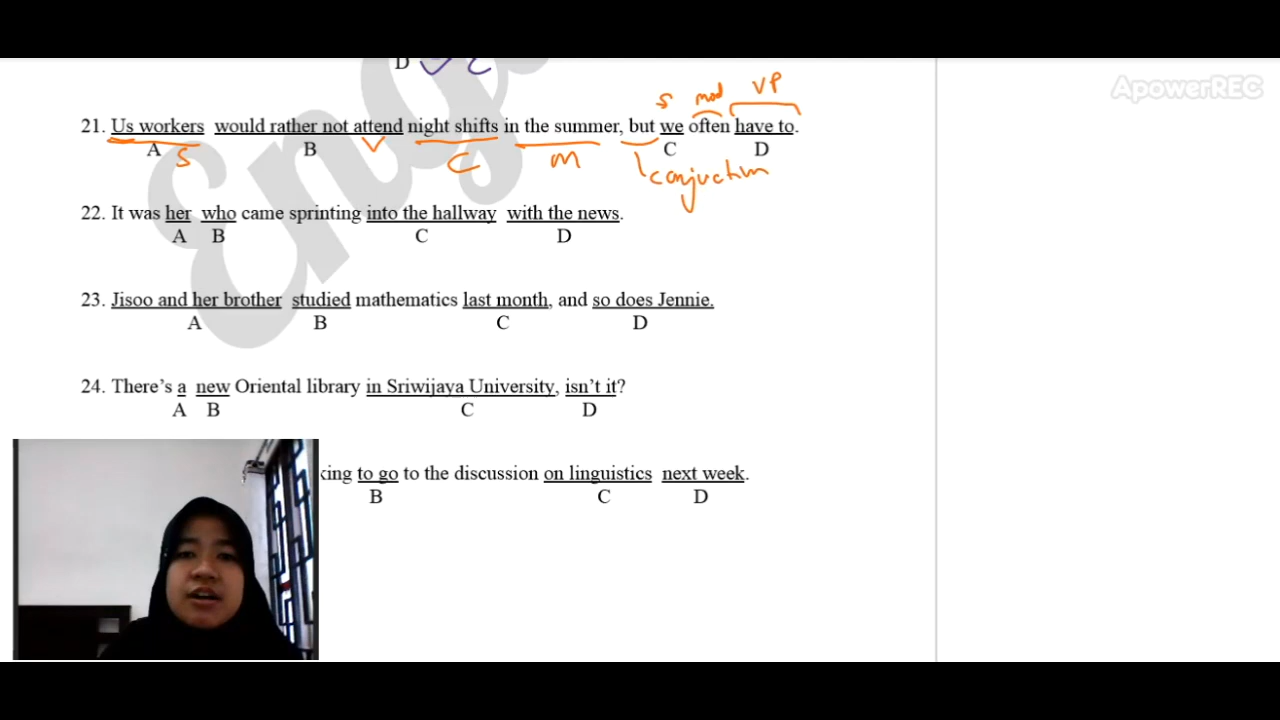 D C
ApowerREC
S mod VP
21. Us workers would rather not attend night shifts in the summer, but we often have to.
A S B V C m C D
conjuction
22. It was her who came sprinting into the hallway with the news.
A B C D
23. Jisoo and her brother studied mathematics last month, and so does Jennie.
A B C D
24. There's a new Oriental library in Sriwijaya University, isn't it?
A B C D
king to go to the discussion on linguistics next week.
B C D